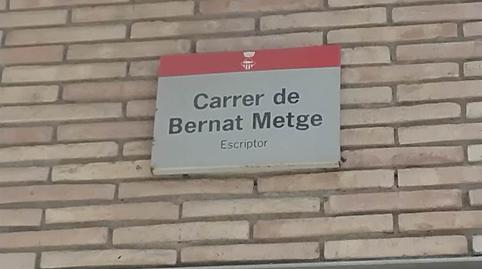 Carrer de
Bernat Metge
Escriptor